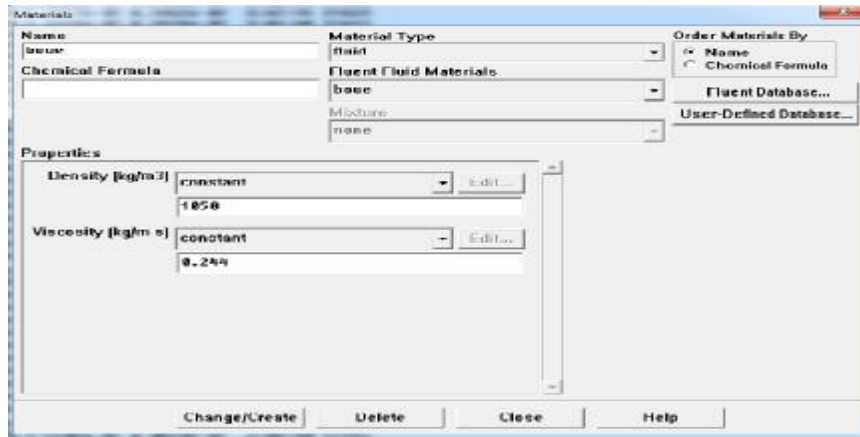 Materials
Name
boue
Chemical Formula
Material Type
fluid
Fluent Fluid Materials
boue
Mixture
none
Order Materials By
Name
Chemical Formula
Fluent Database...
User-Defined Database...
Properties
Density (kg/m3)
constant
Edit...
1050
Viscosity (kg/m-s)
constant
Edit...
0.244
Change/Create
Delete
Close
Help